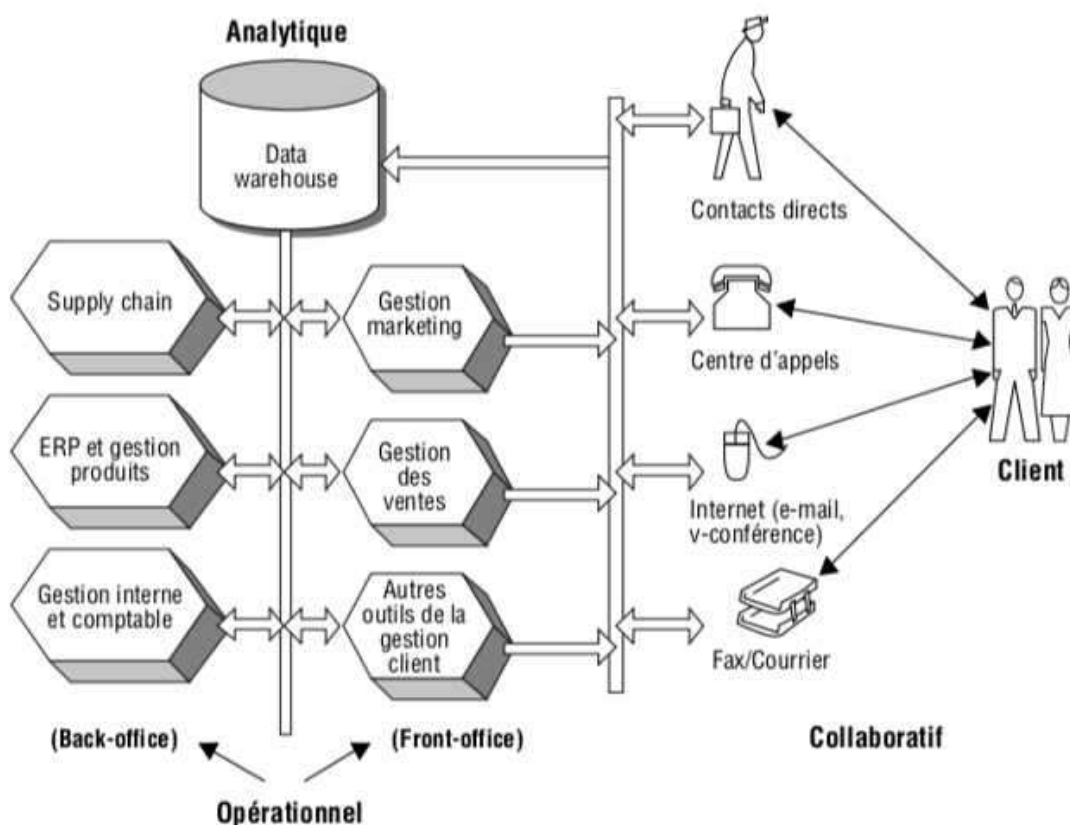 Analytique
Data
warehouse
Contacts directs
Supply chain
Gestion
marketing
Centre d'appels
ERP et gestion
produits
Gestion
des
ventes
Internet (e-mail,
v-conférence)
Client
Gestion interne
et comptable
Autres
outils de la
gestion
client
Fax/Courrier
(Back-office)
(Front-office)
Collaboratif
Opérationnel